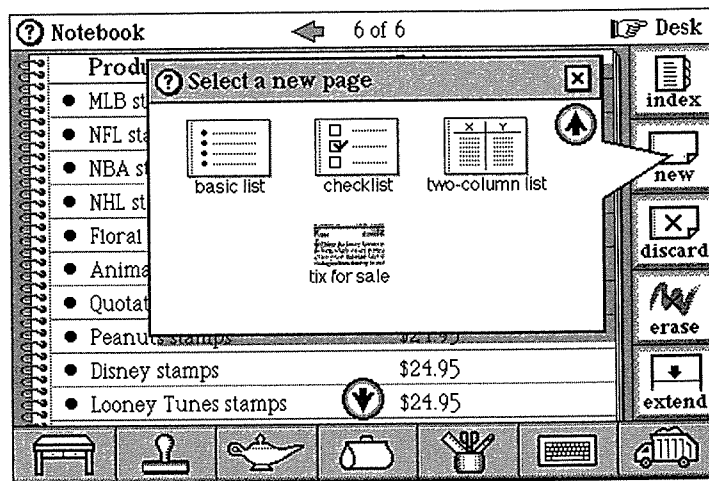 Notebook
6 of 6
Desk
Produ
Select a new page
MLB st
NFL sta
NBA st
NHL st
Floral
Anima
Quotat
X Y
basic list
checklist
two-column list
tix for sale
Peanuts stamps
$24.95
Disney stamps
$24.95
Looney Tunes stamps
$24.95
index
new
discard
erase
extend